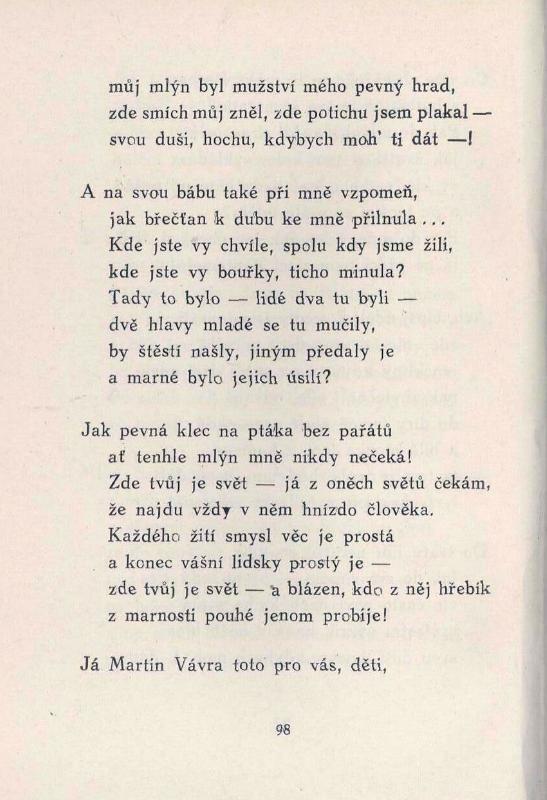 můj mlýn byl mužství mého pevný hrad,
zde smích můj zněl, zde potichu jsem plakal —
svou duši, hochu, kdybych moh' ti dát —!
A na svou bábu také při mně vzpomeň,
jak břečťan k dubu ke mně přilnula . . .
Kde jste vy chvíle, spolu kdy jsme žili,
kde jste vy bouřky, ticho minula?
Tady to bylo — lidé dva tu byli —
dvě hlavy mladé se tu mučily,
by štěstí našly, jiným předaly je
a marné bylo jejich úsilí?
Jak pevná klec na ptáka bez pařátů
ať tenhle mlýn mně nikdy nečeká!
Zde tvůj je svět — já z oněch světů čekám,
že najdu vždy v něm hnízdo člověka.
Každého žití smysl věc je prostá
a konec vášní lidsky prostý je —
zde tvůj je svět — a blázen, kdo z něj hřebík
z marnosti pouhé jenom probije!
Já Martin Vávra toto pro vás, děti,
98